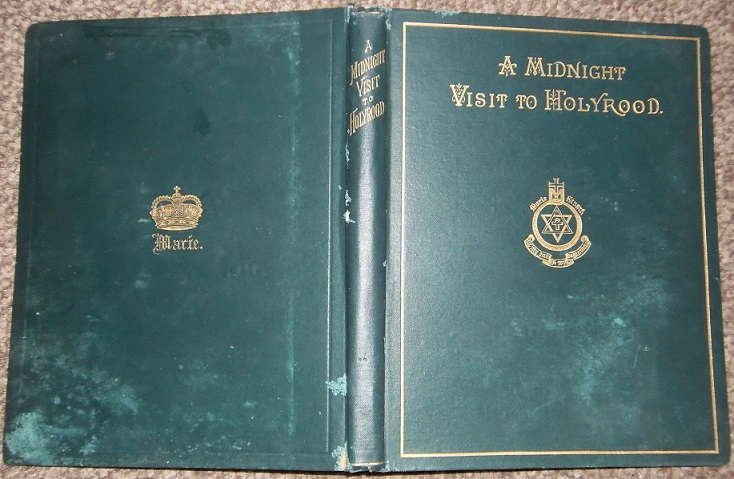 Marie.
A
MIDNIGHT
VISIT
TO
HOLYROOD
A MIDNIGHT
VISIT TO HOLYROOD.